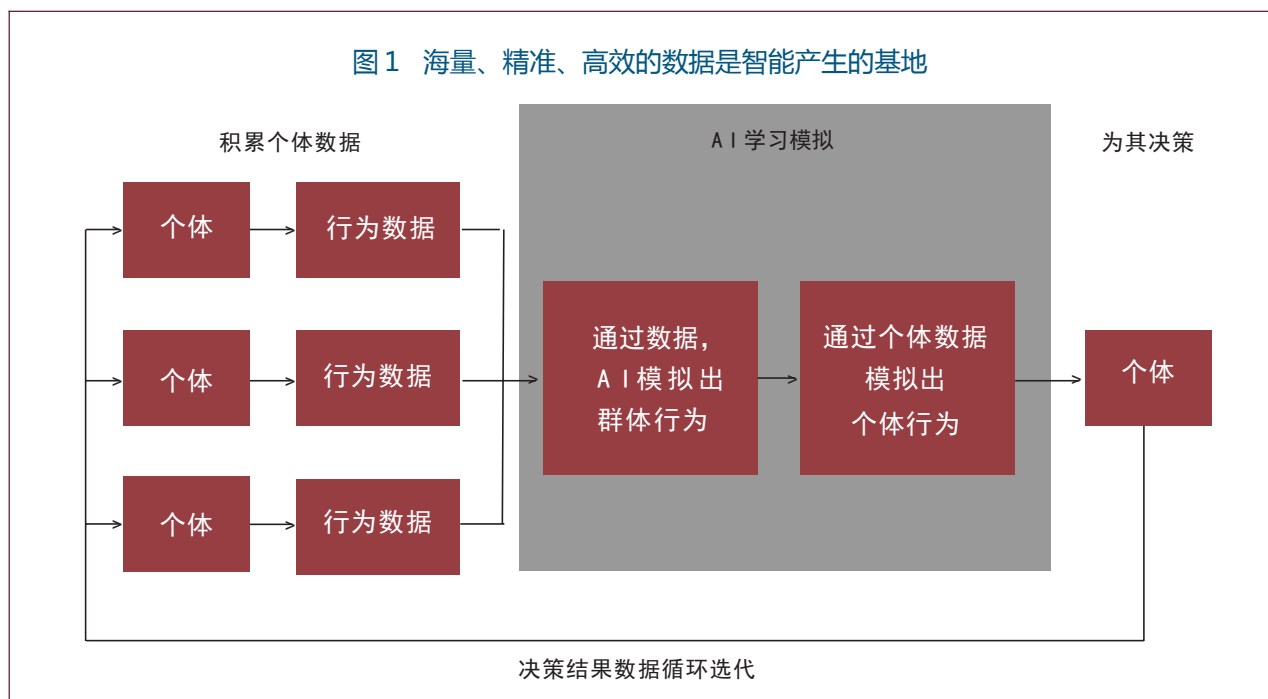 图1 海量、精准、高效的数据是智能产生的基地
积累个体数据
AI学习模拟
为其决策
个体
行为数据
个体
行为数据
个体
行为数据
通过数据，
AI模拟出
群体行为
通过个体数据
模拟出
个体行为
个体
决策结果数据循环选代